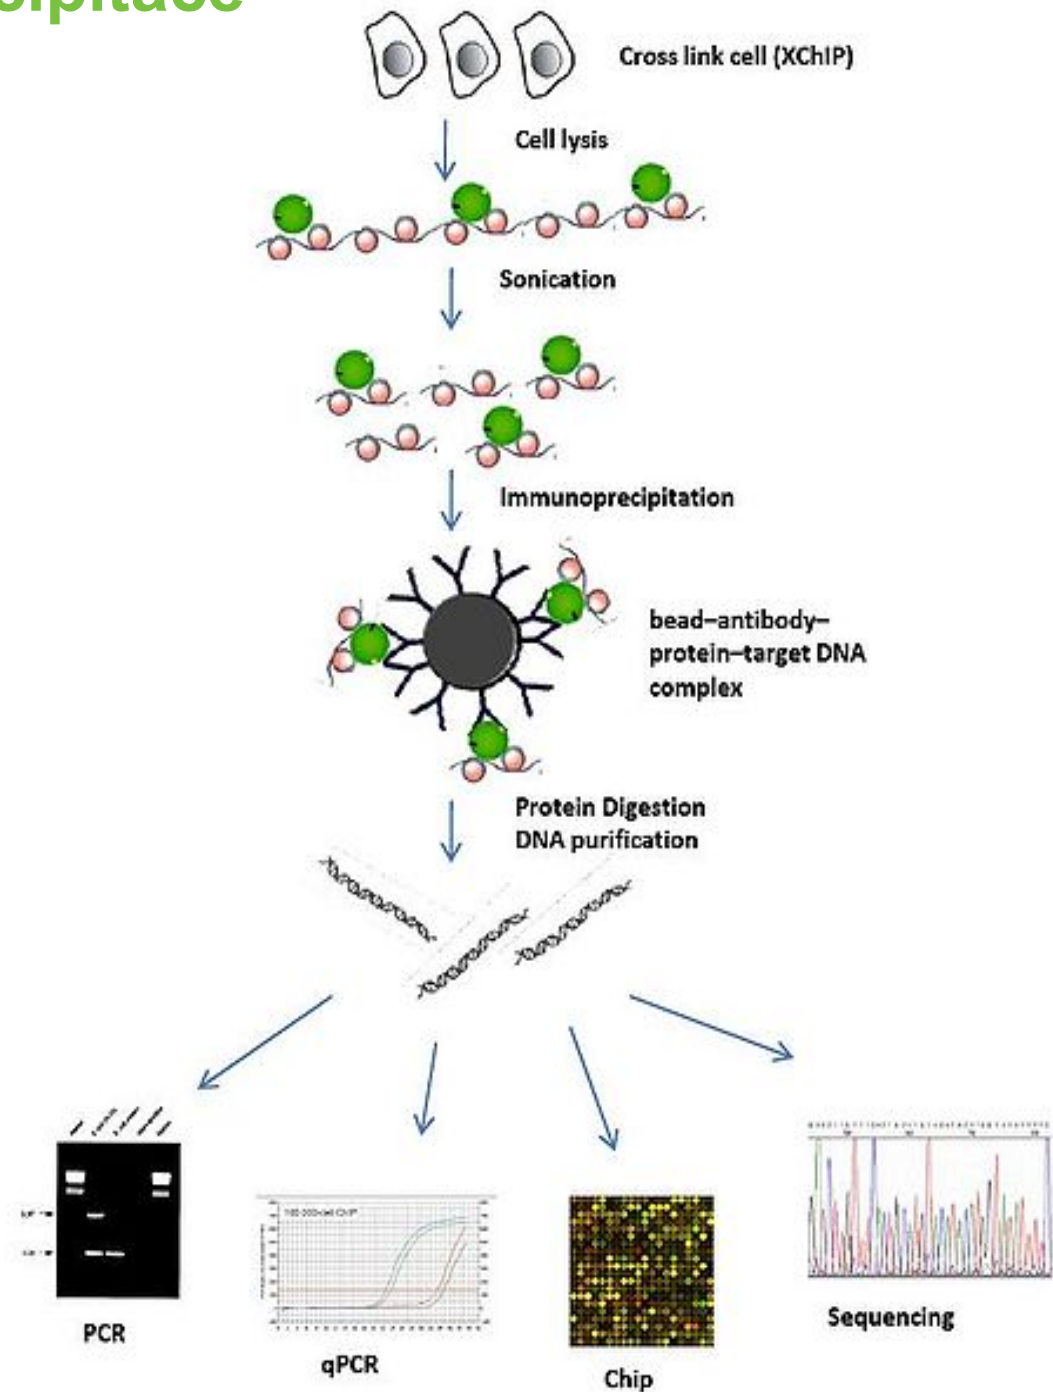 cipitace
Cross link cell (XChIP)
Cell lysis
Sonication
Immunoprecipitation
bead–antibody–
protein–target DNA
complex
Protein Digestion
DNA purification
PCR
qPCR
Chip
Sequencing